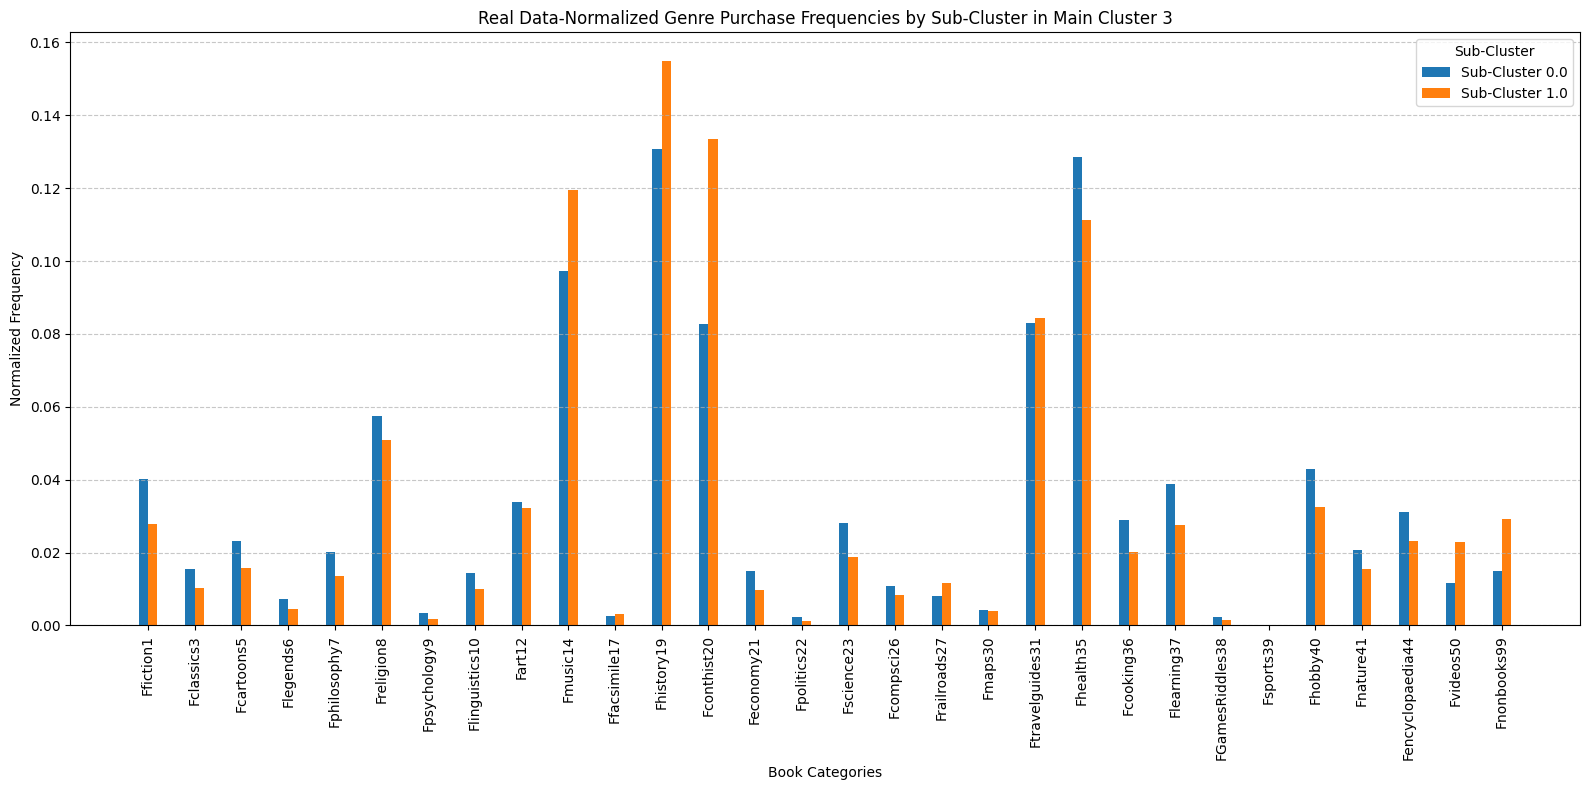 Real Data-Normalized Genre Purchase Frequencies by Sub-Cluster in Main Cluster 3
Sub-Cluster
Sub-Cluster 0.0
Sub-Cluster 1.0
Normalized Frequency
0.16
0.14
0.12
0.10
0.08
0.06
0.04
0.02
0.00
Ffiction1
Fclassics3
Fcartoons5
Flegends6
Fphilosophy7
Freligion8
Fpsychology9
Flinguistics10
Fart12
Fmusic14
Ffacsimile17
Fhistory19
Fconthist20
Feconomy21
Fpolitics22
Fscience23
Fcompsci26
Frailroads27
Fmaps30
Ftravelguides31
Fhealth35
Fcooking36
Flearning37
FGamesRiddles38
Fsports39
Fhobby40
Fnature41
Fencyclopaedia44
Fvideos50
Fnonbooks99
Book Categories